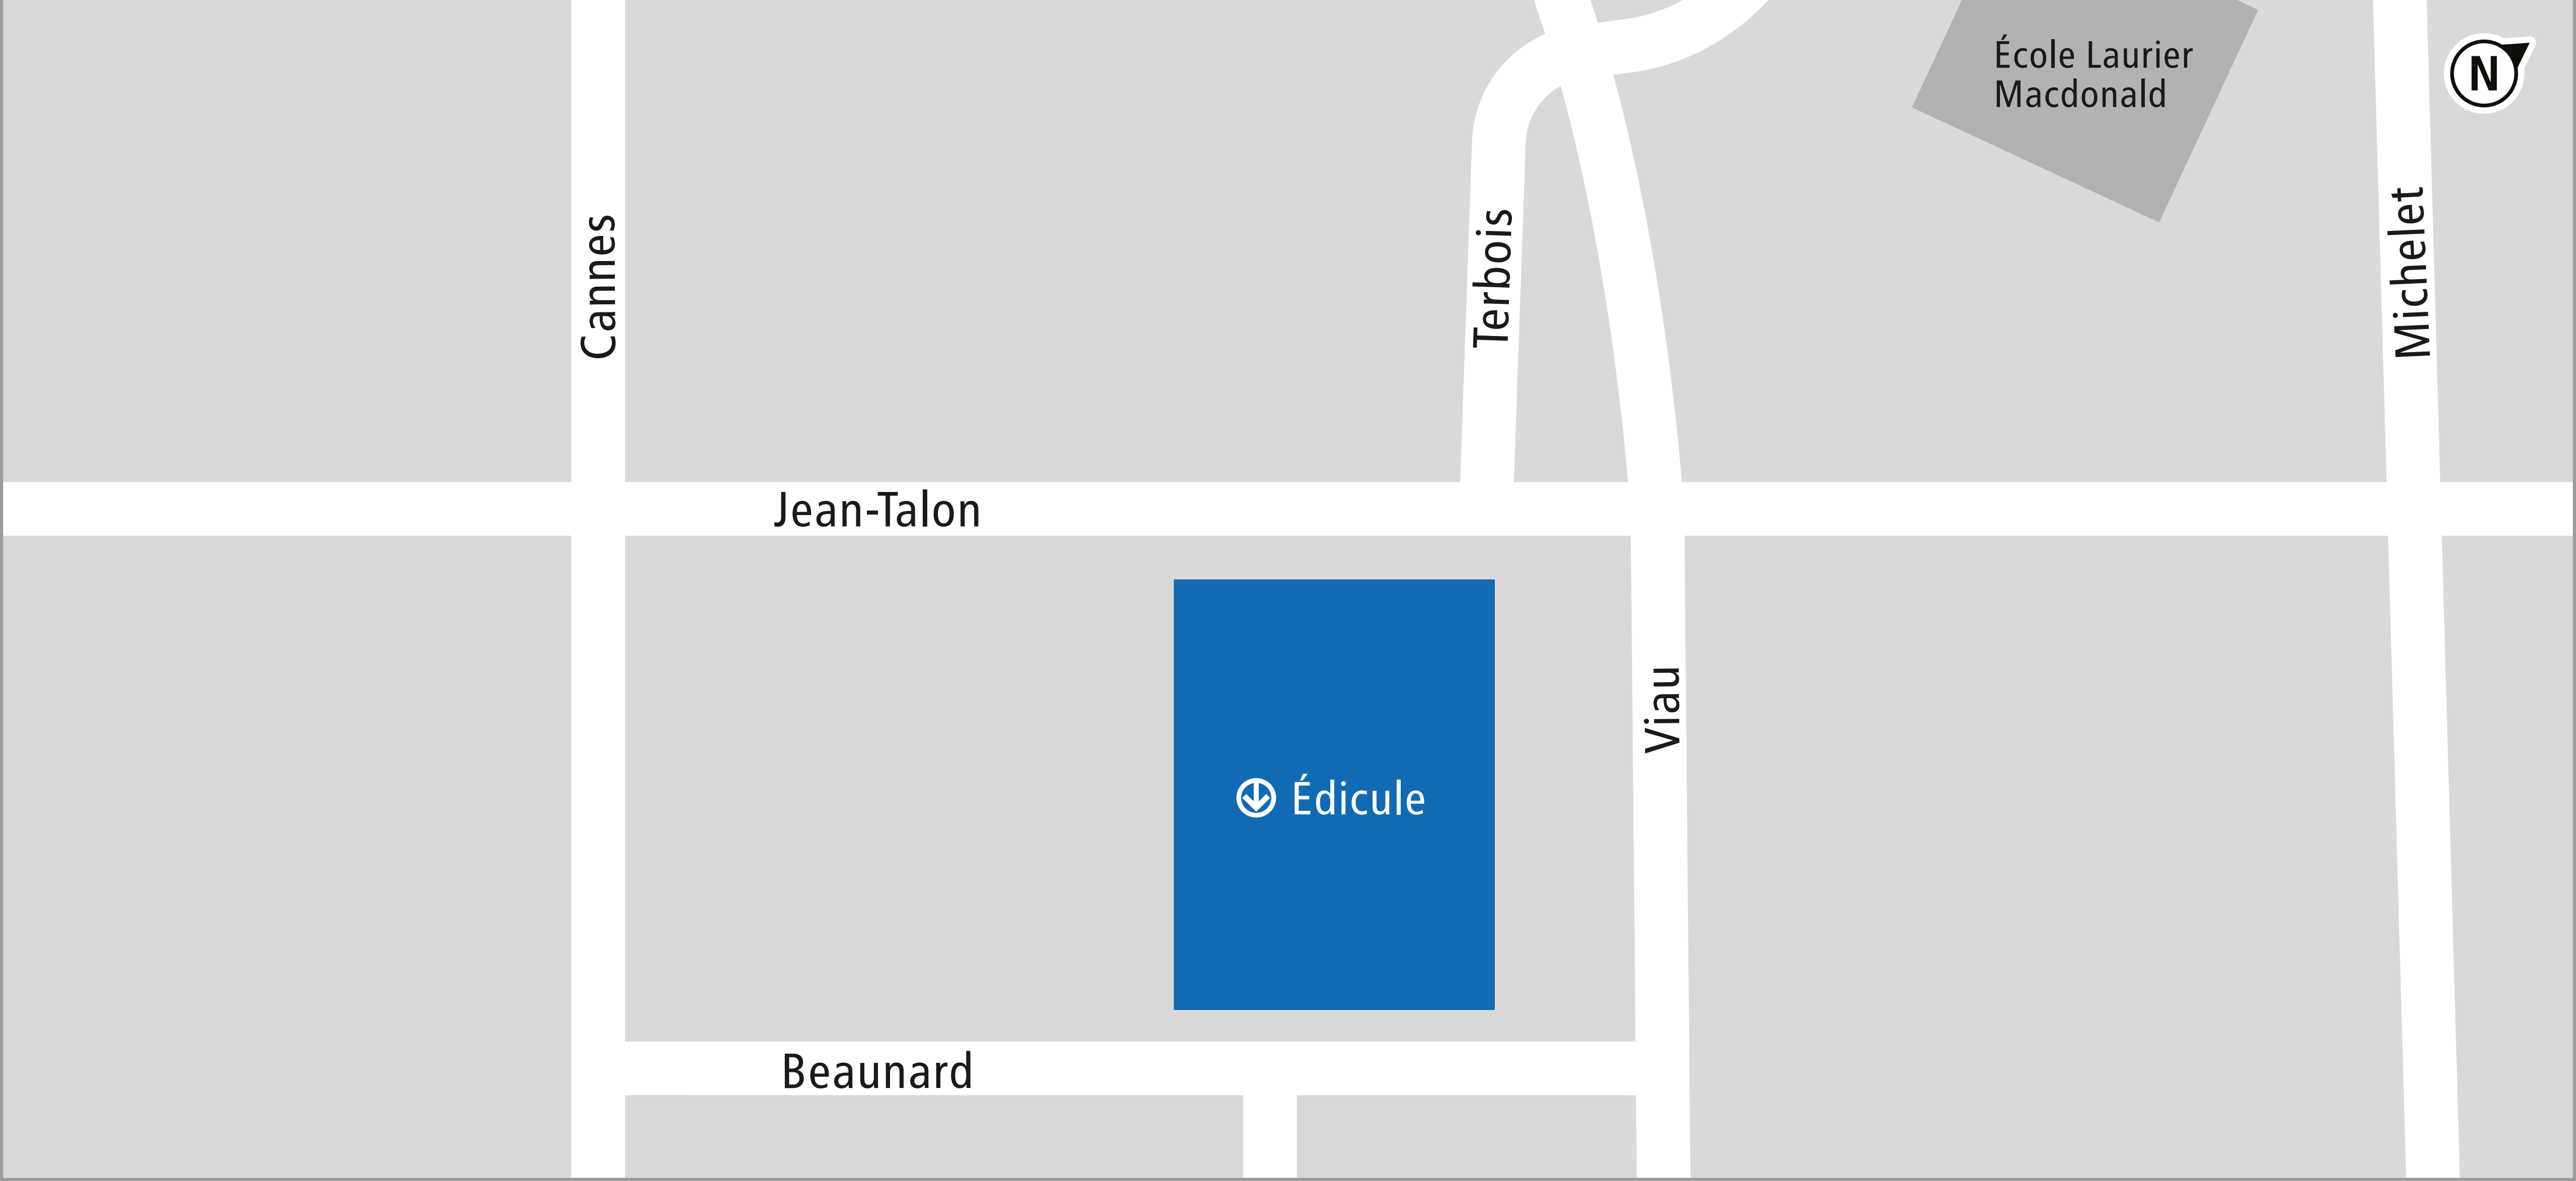 École Laurier
Macdonald
N
Cannes
Terbois
Michelet
Jean-Talon
Viau
Édicule
Beaunard